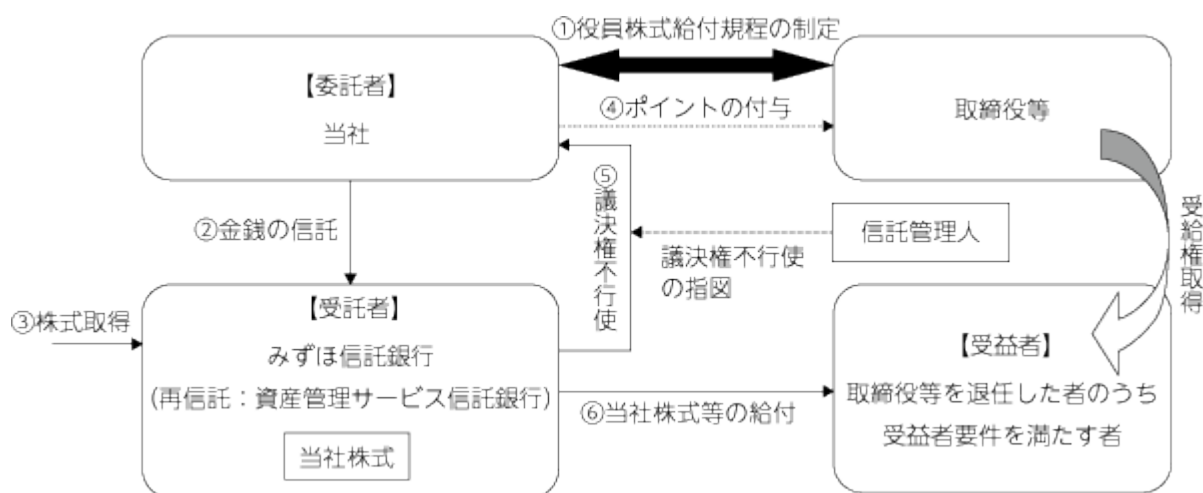 ①役員株式給付規程の制定
【委託者】
当社
④ポイントの付与
取締役等
②金銭の信託
⑤議決権不行使
信託管理人
議決権不行使
の指図
受給権取得
③株式取得
【受託者】
みずほ信託銀行
(再信託：資産管理サービス信託銀行)
当社株式
⑥当社株式等の給付
【受益者】
取締役等を退任した者のうち
受益者要件を満たす者